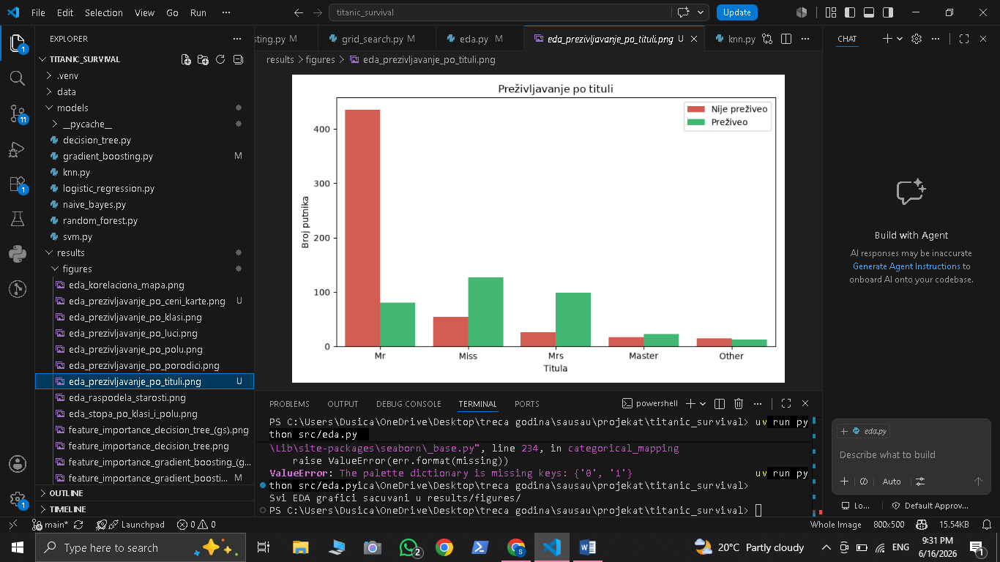 File Edit Selection View Go Run ···
titanic_survival
Update
EXPLORER ···
TITANIC_SURVIVAL
.venv
data
models
__pycache__
decision_tree.py
gradient_boosting.py M
knn.py
logistic_regression.py
naive_bayes.py
random_forest.py
svm.py
results
figures
eda_korelaciona_mapa.png
eda_prezivljavanje_po_ceni_karte.png U
eda_prezivljavanje_po_klasi.png
eda_prezivljavanje_po_luci.png
eda_prezivljavanje_po_polu.png
eda_prezivljavanje_po_porodici.png
eda_prezivljavanje_po_tituli.png U
eda_raspodela_starosti.png
eda_stopa_po_klasi_i_polu.png
feature_importance_decision_tree_(gs).png
feature_importance_decision_tree.png
feature_importance_gradient_boosting_(g...
feature_importance_gradient_boosti... M
OUTLINE
TIMELINE
1
11
1
1
sting.py M
grid_search.py M
eda.py M
eda_prezivljavanje_po_tituli.png U
knn.py
results > figures > eda_prezivljavanje_po_tituli.png
Preživljavanje po tituli
Nije preživeo
Preživeo
Broj putnika
400
300
200
100
0
Mr Miss Mrs Master Other
Titula
PROBLEMS OUTPUT DEBUG CONSOLE TERMINAL PORTS
powershell
PS C:\Users\Dusica\OneDrive\Desktop\treca godina\sausau\projekat\titanic_survival> uv run py
thon src/eda.py
\Lib\site-packages\seaborn\_base.py", line 234, in categorical_mapping
raise ValueError(err.format(missing))
ValueError: The palette dictionary is missing keys: {'0', '1'} uv run py
thon src/eda.pyica\OneDrive\Desktop\treca godina\sausau\projekat\titanic_survival>
Svi EDA grafici sacuvani u results/figures/
PS C:\Users\Dusica\OneDrive\Desktop\treca godina\sausau\projekat\titanic_survival>
CHAT
Build with Agent
AI responses may be inaccurate
Generate Agent Instructions to
onboard AI onto your codebase.
eda.py
Describe what to build
Auto
Lo... Default Approv...
main* Launchpad 0 0
Whole Image 800x500 15.54KB
Type here to search
2
20°C Partly cloudy
ENG
9:31 PM
6/16/2026
1